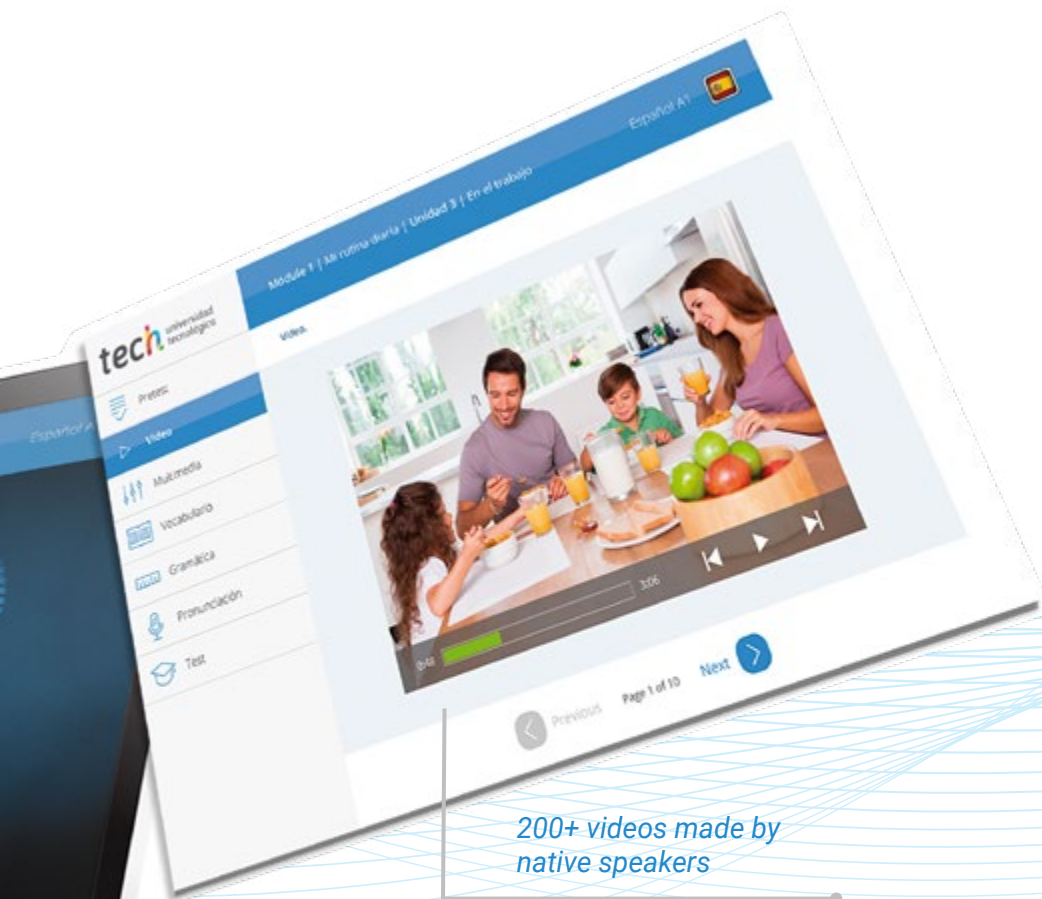 Español A1
Module 1 | Mi rutina diaria | Unidad 3 | En el trabajo
tech universidad
tecnológica
Video
Pretest
Video
Multimedia
Vocabulario
Gramática
Pronunciación
Test
0:48
3:06
Previous
Page 1 of 10
Next
Español A
200+ videos made by
native speakers